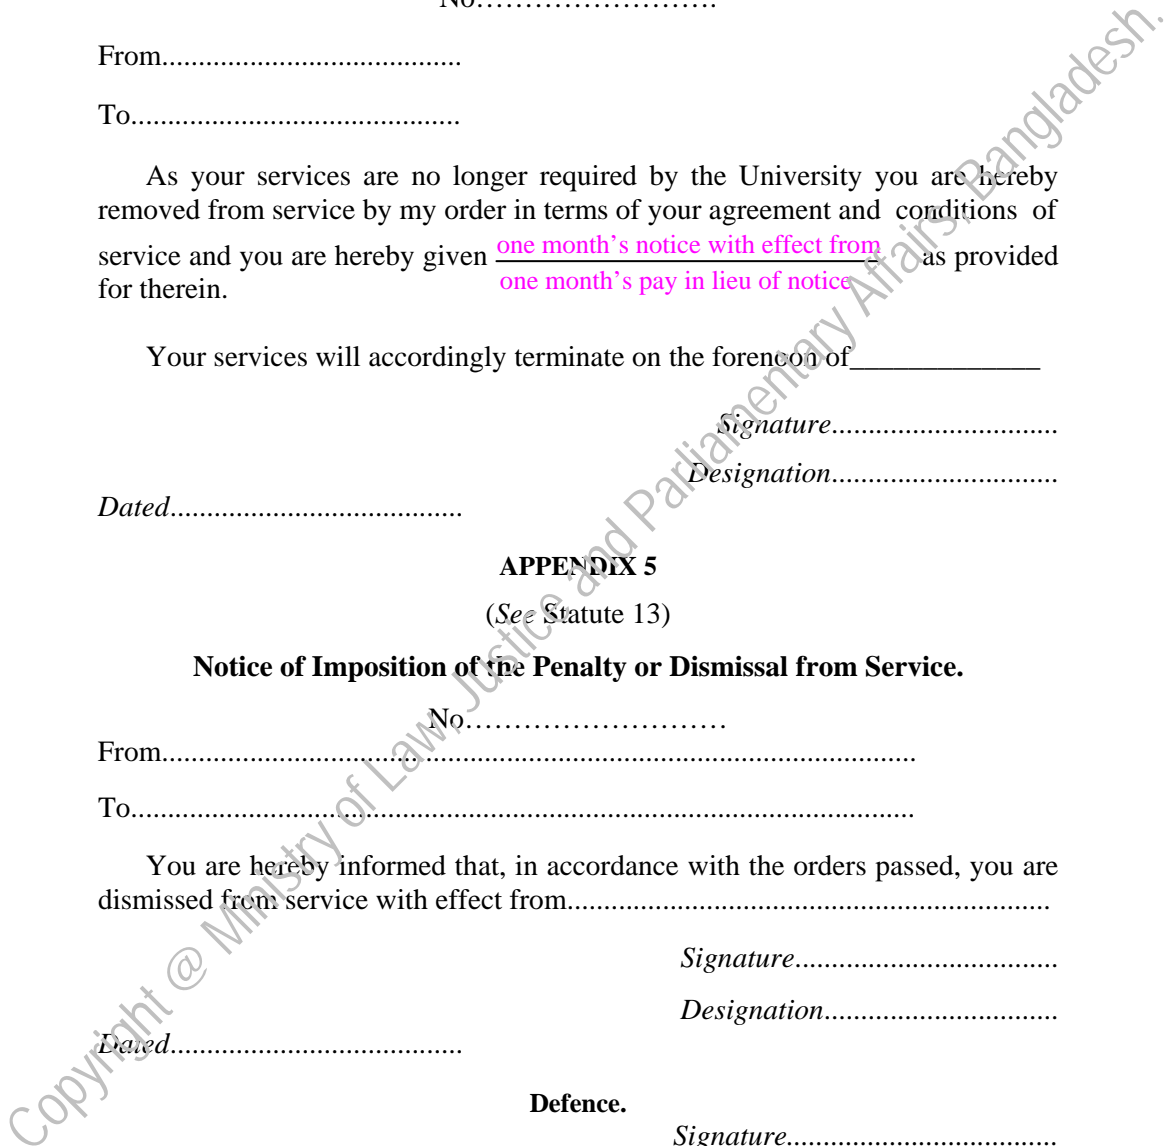 No……………………….
From.........................................
To.............................................
As your services are no longer required by the University you are hereby
removed from service by my order in terms of your agreement and conditions of
service and you are hereby given one month’s notice with effect from as provided
one month’s pay in lieu of notice
for therein.
Your services will accordingly terminate on the forenoon of_____________
Signature...............................
Designation...............................
Dated........................................
APPENDIX 5
(See Statute 13)
Notice of Imposition of the Penalty or Dismissal from Service.
No………………………
From.......................................................................................................
To...........................................................................................................
You are hereby informed that, in accordance with the orders passed, you are
dismissed from service with effect from..................................................................
Signature....................................
Designation................................
Dated........................................
Defence.
Signature.....................................
Copyright @ Ministry of Law, Justice and Parliamentary Affairs, Bangladesh.